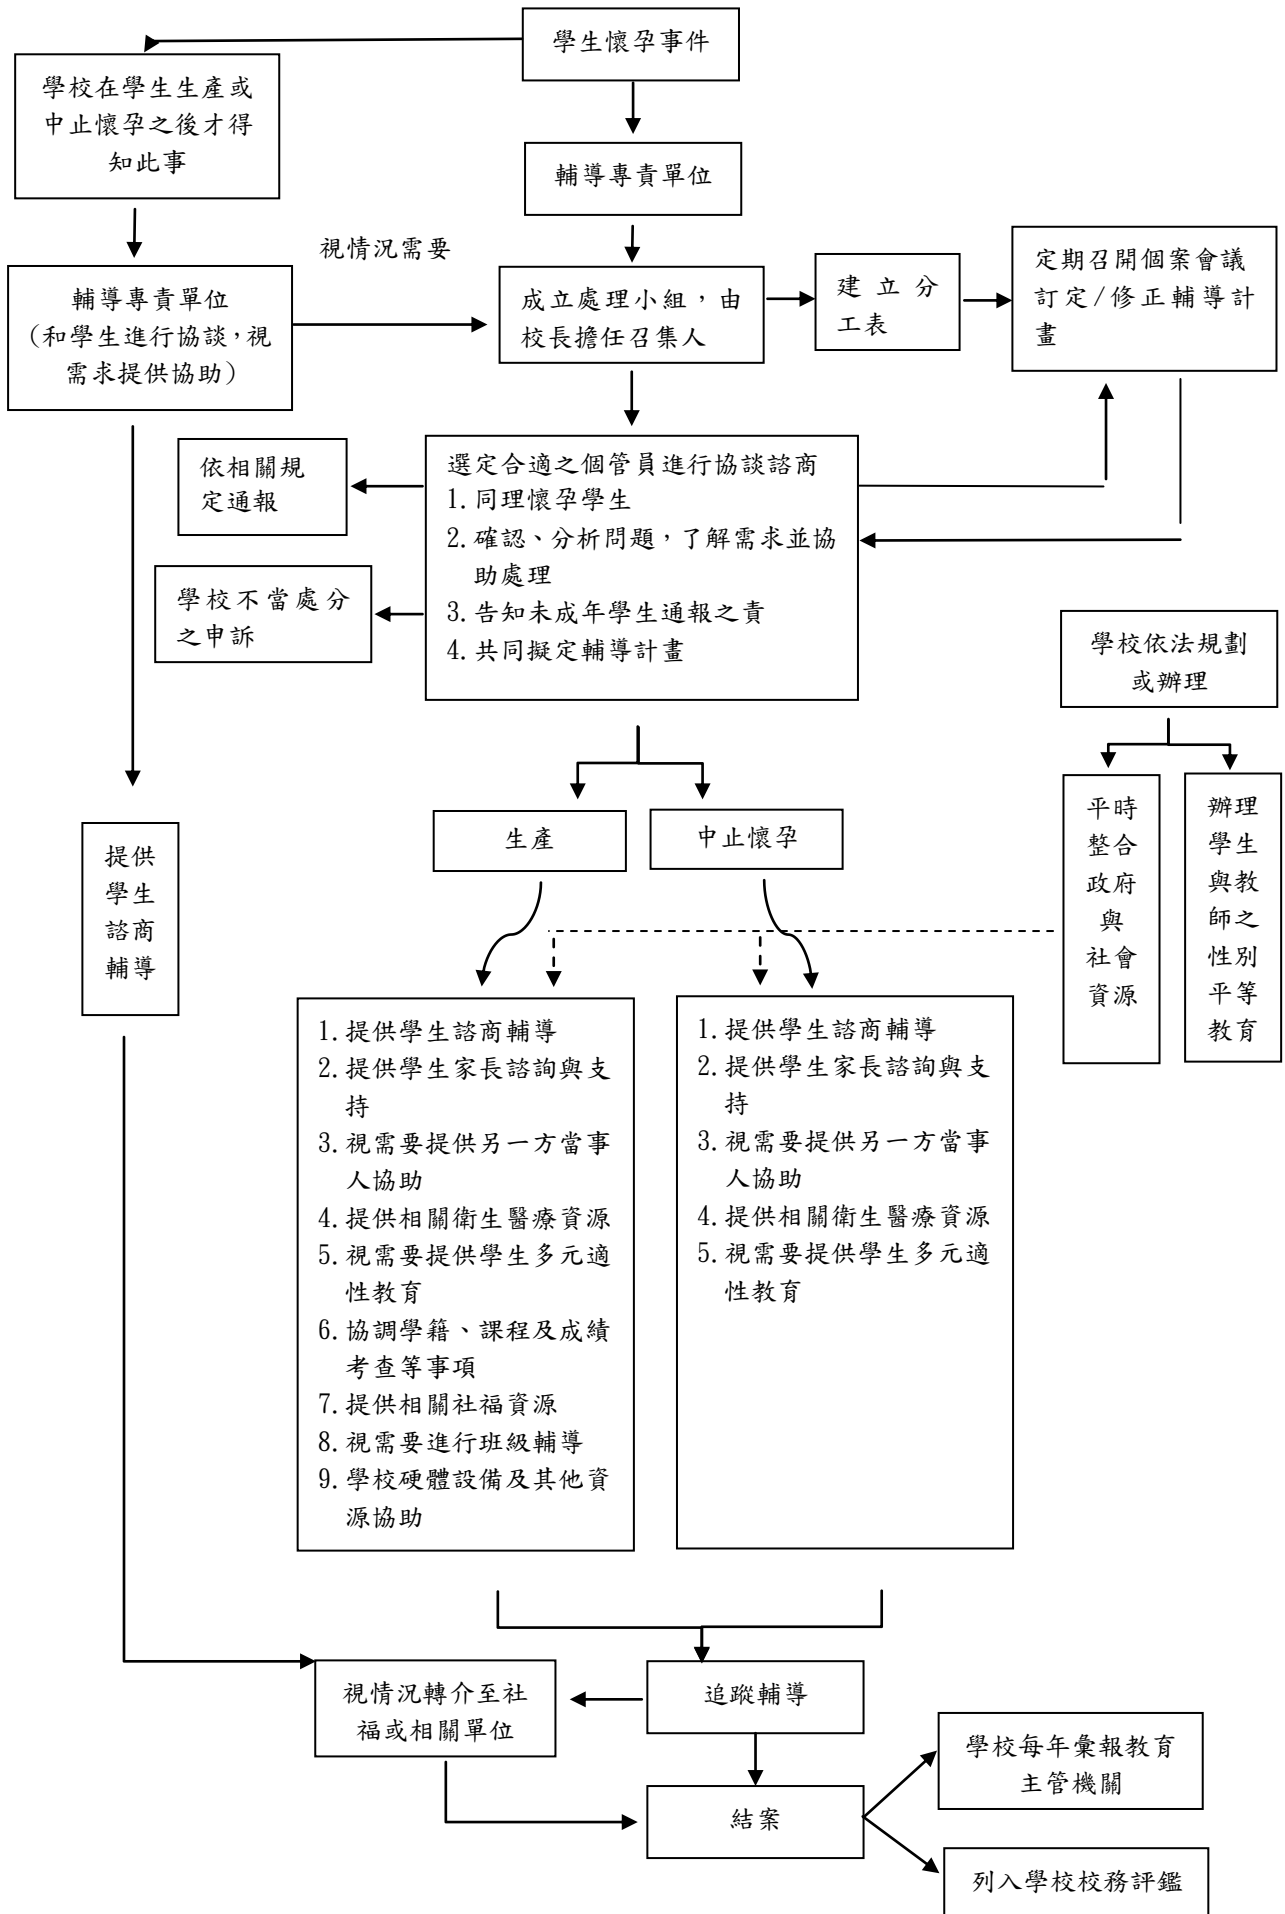 學生懷孕事件
學校在學生生產或
中止懷孕之後才得
知此事
輔導專責單位
視情況需要
輔導專責單位
（和學生進行協談，視
需求提供協助）
成立處理小組，由
校長擔任召集人
建立分
工表
定期召開個案會議
訂定/修正輔導計
畫
依相關規
定通報
選定合適之個管員進行協談諮商
1.同理懷孕學生
2.確認、分析問題，了解需求並協
助處理
3.告知未成年學生通報之責
4.共同擬定輔導計畫
學校不當處分
之申訴
學校依法規劃
或辦理
平時
整合
政府
與
社會
資源
辦理
學生
與教
師之
性別
平等
教育
生產
中止懷孕
提供
學生
諮商
輔導
1.提供學生諮商輔導
2.提供學生家長諮詢與支
持
3.視需要提供另一方當事
人協助
4.提供相關衛生醫療資源
5.視需要提供學生多元適
性教育
6.協調學籍、課程及成績
考查等事項
7.提供相關社福資源
8.視需要進行班級輔導
9.學校硬體設備及其他資
源協助
1.提供學生諮商輔導
2.提供學生家長諮詢與支
持
3.視需要提供另一方當事
人協助
4.提供相關衛生醫療資源
5.視需要提供學生多元適
性教育
視情況轉介至社
福或相關單位
追蹤輔導
結案
學校每年彙報教育
主管機關
列入學校校務評鑑